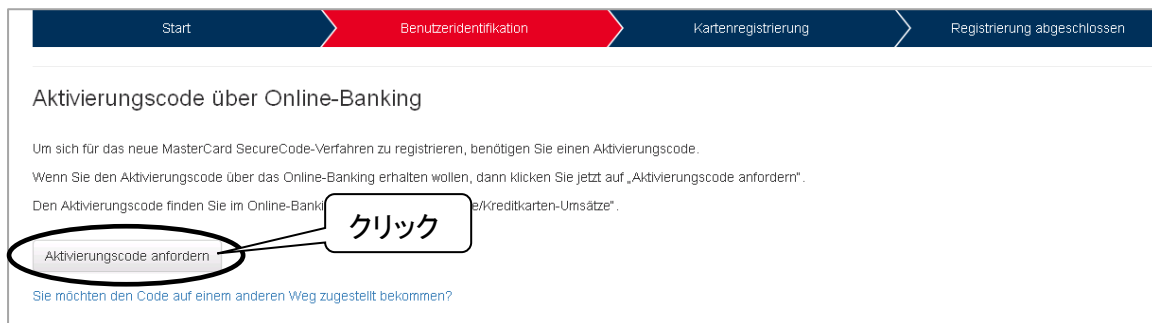 Start
Benutzeridentifikation
Kartenregistrierung
Registrierung abgeschlossen
Aktivierungscode über Online-Banking
Um sich für das neue MasterCard SecureCode-Verfahren zu registrieren, benötigen Sie einen Aktivierungscode.
Wenn Sie den Aktivierungscode über das Online-Banking erhalten wollen, dann klicken Sie jetzt auf „Aktivierungscode anfordern".
Den Aktivierungscode finden Sie im e/Kreditkarten-Umsätze".
クリック
Aktivierungscode anfordern
Sie möchten den Code auf einem anderen Weg zugestellt bekommen?